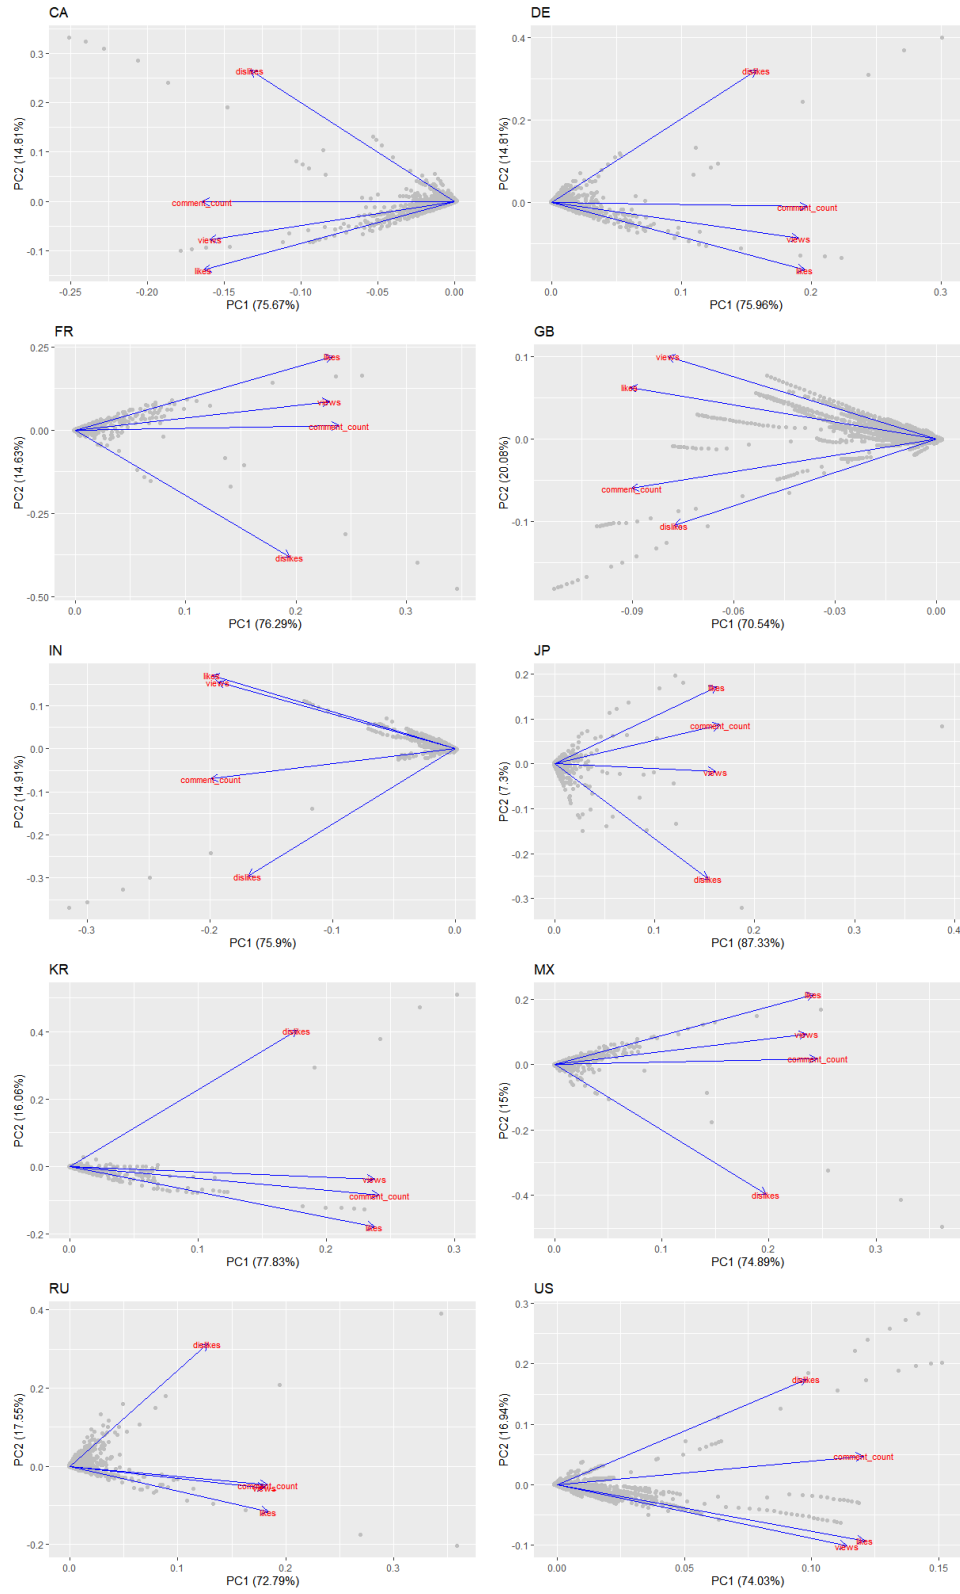 CA
0.3
0.2
0.1
0.0
-0.1
PC2 (14.81%)
dislikes
comment_count
views
likes
-0.25
-0.20
-0.15
-0.10
-0.05
0.00
PC1 (75.67%)
DE
0.4
0.2
0.0
PC2 (14.81%)
dislikes
comment_count
views
likes
0.0
0.1
0.2
0.3
PC1 (75.96%)
FR
0.25
0.00
-0.25
-0.50
PC2 (14.63%)
likes
views
comment_count
dislikes
0.0
0.1
0.2
0.3
PC1 (76.29%)
GB
0.1
0.0
-0.1
PC2 (20.08%)
views
likes
comment_count
dislikes
-0.09
-0.06
-0.03
0.00
PC1 (70.54%)
IN
0.1
0.0
-0.1
-0.2
-0.3
PC2 (14.91%)
likes
views
comment_count
dislikes
-0.3
-0.2
-0.1
0.0
PC1 (75.9%)
JP
0.2
0.1
0.0
-0.1
-0.2
-0.3
PC2 (7.3%)
likes
comment_count
views
dislikes
0.0
0.1
0.2
0.3
0.4
PC1 (87.33%)
KR
0.4
0.2
0.0
-0.2
PC2 (16.06%)
dislikes
views
comment_count
likes
0.0
0.1
0.2
0.3
PC1 (77.83%)
MX
0.2
0.0
-0.2
-0.4
PC2 (15%)
likes
views
comment_count
dislikes
0.0
0.1
0.2
0.3
PC1 (74.89%)
RU
0.4
0.2
0.0
-0.2
PC2 (17.55%)
dislikes
comment_count
views
likes
0.0
0.1
0.2
0.3
PC1 (72.79%)
US
0.3
0.2
0.1
0.0
-0.1
PC2 (16.94%)
dislikes
comment_count
likes
views
0.00
0.05
0.10
0.15
PC1 (74.03%)